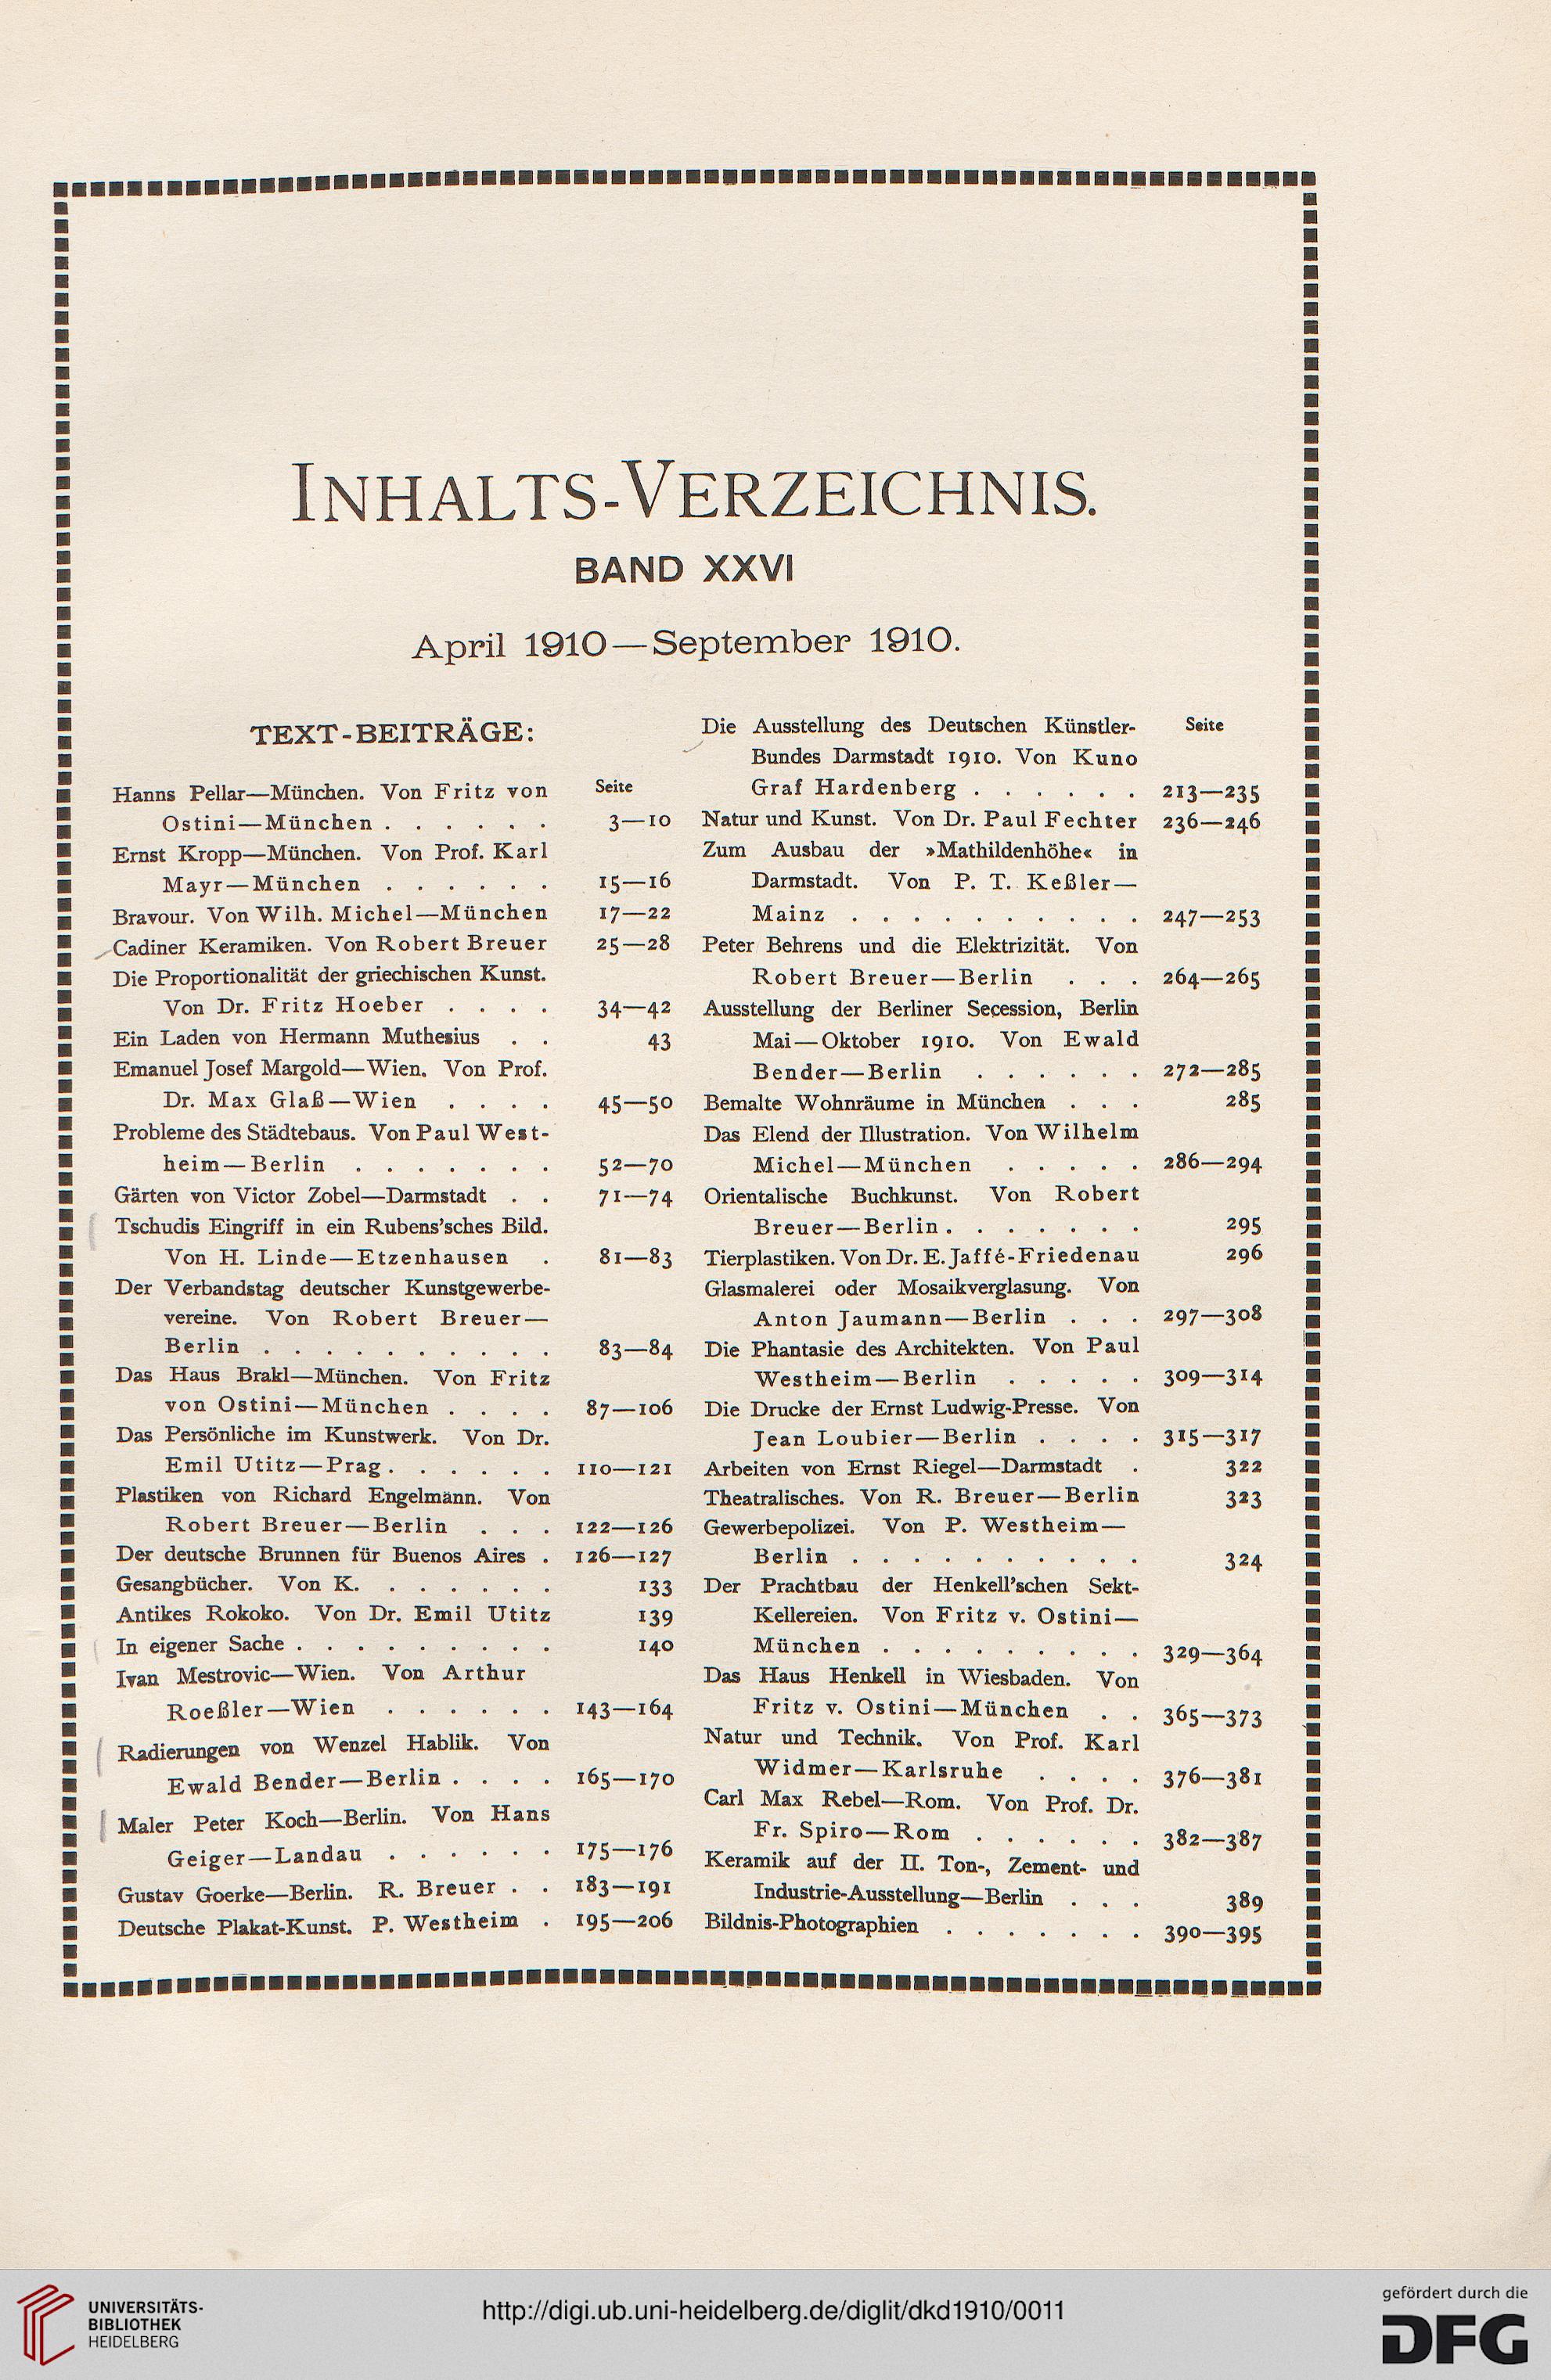 INHALTS-VERZEICHNIS.
BAND XXVI
April 1910—September 1910.
TEXT-BEITRÄGE:
Seite
Hanns Pellar—München. Von Fritz von
Ostini—München . . . . . . 3—10
Ernst Kropp—München. Von Prof. Karl
Mayr—München . . . . . . 15—16
Bravour. Von Wilh. Michel—München 17—22
Cadiner Keramiken. Von Robert Breuer 25—28
Die Proportionalität der griechischen Kunst.
Von Dr. Fritz Hoeber . . . . 34—42
Ein Laden von Hermann Muthesius . . 43
Emanuel Josef Margold—Wien. Von Prof.
Dr. Max Glaß—Wien . . . . 45—50
Probleme des Städtebaus. Von Paul West-
heim—Berlin . . . . . . . 52—70
Gärten von Victor Zobel—Darmstadt . . 71—74
Tschudis Eingriff in ein Rubens'sches Bild.
Von H. Linde—Etzenhausen . 81—83
Der Verbandstag deutscher Kunstgewerbe-
vereine. Von Robert Breuer—
Berlin . . . . . . . . . . 83—84
Das Haus Brakl—München. Von Fritz
von Ostini—München . . . . 87—106
Das Persönliche im Kunstwerk. Von Dr.
Emil Utitz—Prag . . . . . . 110—121
Plastiken von Richard Engelmann. Von
Robert Breuer—Berlin . . . 122—126
Der deutsche Brunnen für Buenos Aires . 126—127
Gesangbücher. Von K. . . . . . . 133
Antikes Rokoko. Von Dr. Emil Utitz 139
In eigener Sache . . . . . . . . . 140
Ivan Mestrovic—Wien. Von Arthur
Roeßler—Wien . . . . . . 143—164
Radierungen von Wenzel Hablik. Von
Ewald Bender—Berlin . . . . 165—170
Maler Peter Koch—Berlin. Von Hans
Geiger—Landau . . . . . . 175—176
Gustav Goerke—Berlin. R. Breuer . . 183—191
Deutsche Plakat-Kunst. P. Westheim . 195—206
Die Ausstellung des Deutschen Künstler- Seite
Bundes Darmstadt 1910. Von Kuno
Graf Hardenberg . . . . . . 213—235
Natur und Kunst. Von Dr. Paul Fechter 236—246
Zum Ausbau der »Mathildenhöhe« in
Darmstadt. Von P. T. Keßler—
Mainz . . . . . . . . . . 247—253
Peter Behrens und die Elektrizität. Von
Robert Breuer—Berlin . . . 264—265
Ausstellung der Berliner Secession, Berlin
Mai—Oktober 1910. Von Ewald
Bender—Berlin . . . . . . 272—285
Bemalte Wohnräume in München . . . 285
Das Elend der Illustration. Von Wilhelm
Michel—München . . . . . 286—294
Orientalische Buchkunst. Von Robert
Breuer—Berlin . . . . . . . 295
Tierplastiken. Von Dr. E. Jaffé-Friedenau 296
Glasmalerei oder Mosaikverglasung. Von
Anton Jaumann—Berlin . . . 297—308
Die Phantasie des Architekten. Von Paul
Westheim—Berlin . . . . . 309—314
Die Drucke der Ernst Ludwig-Presse. Von
Jean Loubier—Berlin . . . . 315—317
Arbeiten von Ernst Riegel—Darmstadt . 322
Theatralisches. Von R. Breuer—Berlin 323
Gewerbepolizei. Von P. Westheim—
Berlin . . . . . . . . . . 324
Der Prachtbau der Henkell'schen Sekt-
Kellereien. Von Fritz v. Ostini—
München . . . . . . . . . 329—364
Das Haus Henkell in Wiesbaden. Von
Fritz v. Ostini—München . . 365—373
Natur und Technik. Von Prof. Karl
Widmer—Karlsruhe . . . . 376—381
Carl Max Rebel—Rom. Von Prof. Dr.
Fr. Spiro—Rom . . . . . . 382—387
Keramik auf der II. Ton-, Zement- und
Industrie-Ausstellung—Berlin . . . 389
Bildnis-Photographien . . . . . . . 390—395
UNIVERSITÄTS-
BIBLIOTHEK
HEIDELBERG
http://digi.ub.uni-heidelberg.de/diglit/dkd1910/0011
gefördert durch die
DFG